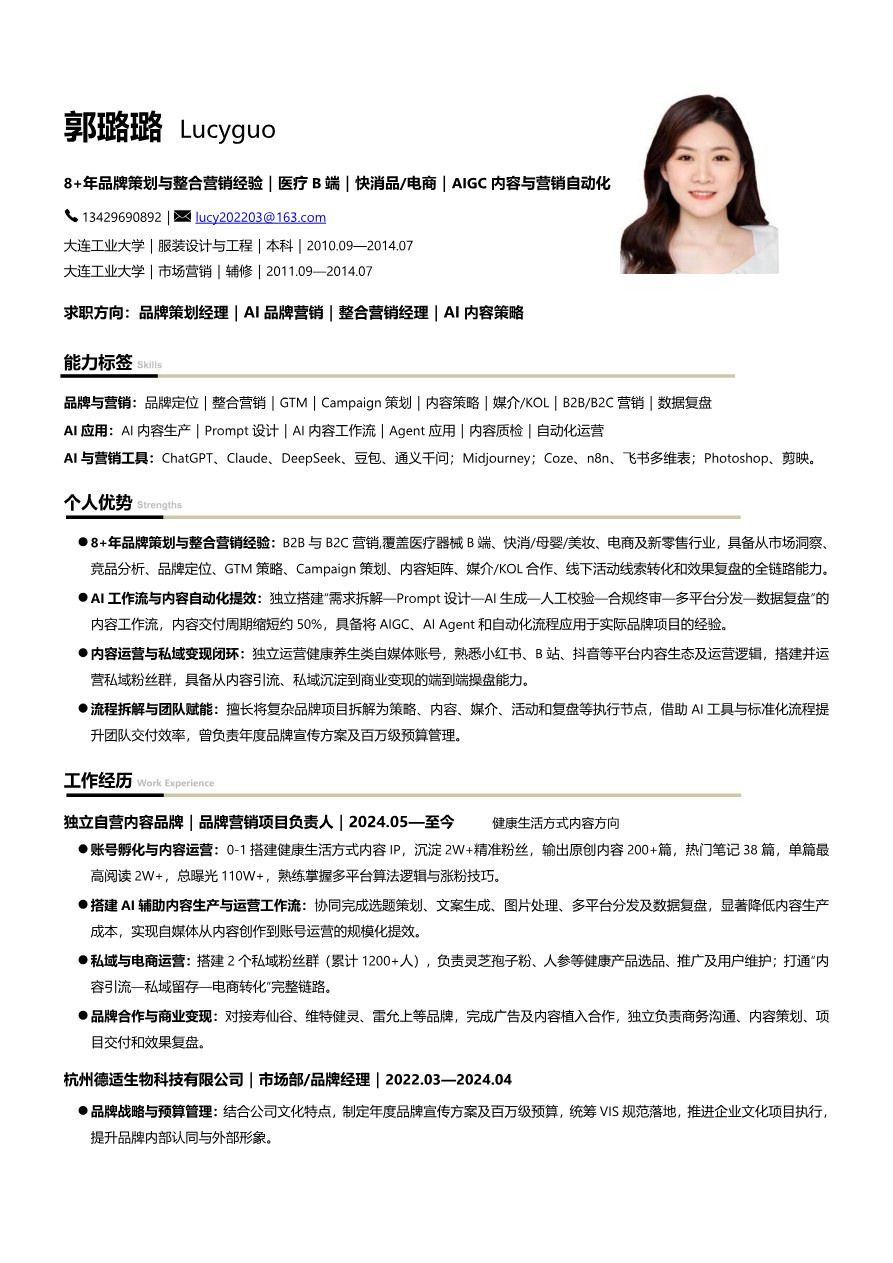 郭璐璐 Lucyguo
8+年品牌策划与整合营销经验｜医疗 B 端｜快消品/电商｜AIGC 内容与营销自动化
13429690892 | lucy202203@163.com
大连工业大学｜服装设计与工程｜本科｜2010.09—2014.07
大连工业大学｜市场营销｜辅修｜2011.09—2014.07
求职方向：品牌策划经理｜AI 品牌营销｜整合营销经理｜AI 内容策略
能力标签 Skills
品牌与营销：品牌定位｜整合营销｜GTM｜Campaign 策划｜内容策略｜媒介/KOL｜B2B/B2C 营销｜数据复盘
AI 应用：AI 内容生产｜Prompt 设计｜AI 内容工作流｜Agent 应用｜内容质检｜自动化运营
AI 与营销工具：ChatGPT、Claude、DeepSeek、豆包、通义千问；Midjourney；Coze、n8n、飞书多维表；Photoshop、剪映。
个人优势 Strengths
●8+年品牌策划与整合营销经验：B2B 与 B2C 营销,覆盖医疗器械 B 端、快消/母婴/美妆、电商及新零售行业，具备从市场洞察、
竞品分析、品牌定位、GTM 策略、Campaign 策划、内容矩阵、媒介/KOL 合作、线下活动线索转化和效果复盘的全链路能力。
●AI 工作流与内容自动化提效：独立搭建“需求拆解—Prompt 设计—AI 生成—人工校验—合规终审—多平台分发—数据复盘”的
内容工作流，内容交付周期缩短约 50%，具备将 AIGC、AI Agent 和自动化流程应用于实际品牌项目的经验。
●内容运营与私域变现闭环：独立运营健康养生类自媒体账号，熟悉小红书、B 站、抖音等平台内容生态及运营逻辑，搭建并运
营私域粉丝群，具备从内容引流、私域沉淀到商业变现的端到端操盘能力。
●流程拆解与团队赋能：擅长将复杂品牌项目拆解为策略、内容、媒介、活动和复盘等执行节点，借助 AI 工具与标准化流程提
升团队交付效率，曾负责年度品牌宣传方案及百万级预算管理。
工作经历 Work Experience
独立自营内容品牌｜品牌营销项目负责人｜2024.05—至今 健康生活方式内容方向
●账号孵化与内容运营：0-1 搭建健康生活方式内容 IP，沉淀 2W+精准粉丝，输出原创内容 200+篇，热门笔记 38 篇，单篇最
高阅读 2W+，总曝光 110W+，熟练掌握多平台算法逻辑与涨粉技巧。
●搭建 AI 辅助内容生产与运营工作流：协同完成选题策划、文案生成、图片处理、多平台分发及数据复盘，显著降低内容生产
成本，实现自媒体从内容创作到账号运营的规模化提效。
●私域与电商运营：搭建 2 个私域粉丝群（累计 1200+人），负责灵芝孢子粉、人参等健康产品选品、推广及用户维护；打通“内
容引流—私域留存—电商转化”完整链路。
●品牌合作与商业变现：对接寿仙谷、维特健灵、雷允上等品牌，完成广告及内容植入合作，独立负责商务沟通、内容策划、项
目交付和效果复盘。
杭州德适生物科技有限公司｜市场部/品牌经理｜2022.03—2024.04
●品牌战略与预算管理：结合公司文化特点，制定年度品牌宣传方案及百万级预算，统筹 VIS 规范落地，推进企业文化项目执行，
提升品牌内部认同与外部形象。